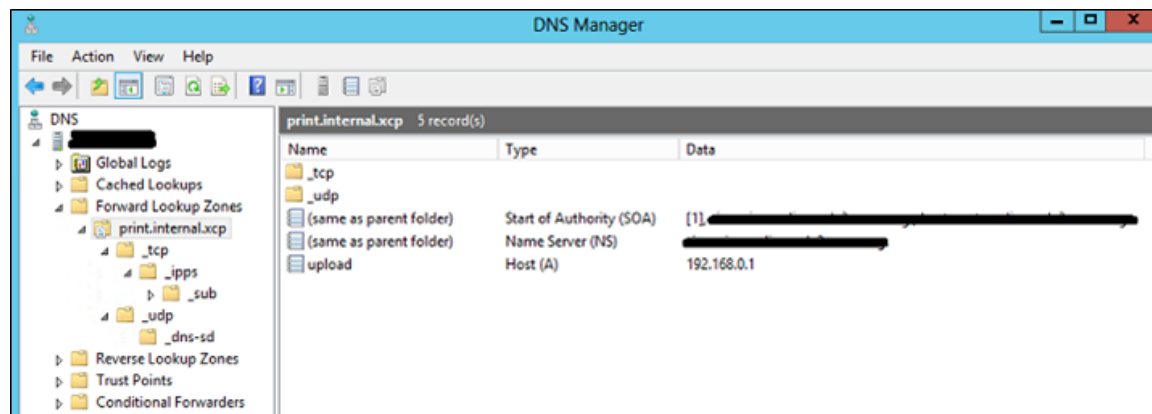 DNS Manager
File Action View Help
DNS
Global Logs
Cached Lookups
Forward Lookup Zones
print.internal.xcp
_tcp
_ipps
_sub
_udp
_dns-sd
Reverse Lookup Zones
Trust Points
Conditional Forwarders
print.internal.xcp 5 record(s)
Name Type Data
_tcp
_udp
(same as parent folder) Start of Authority (SOA) [1],
(same as parent folder) Name Server (NS)
upload Host (A) 192.168.0.1